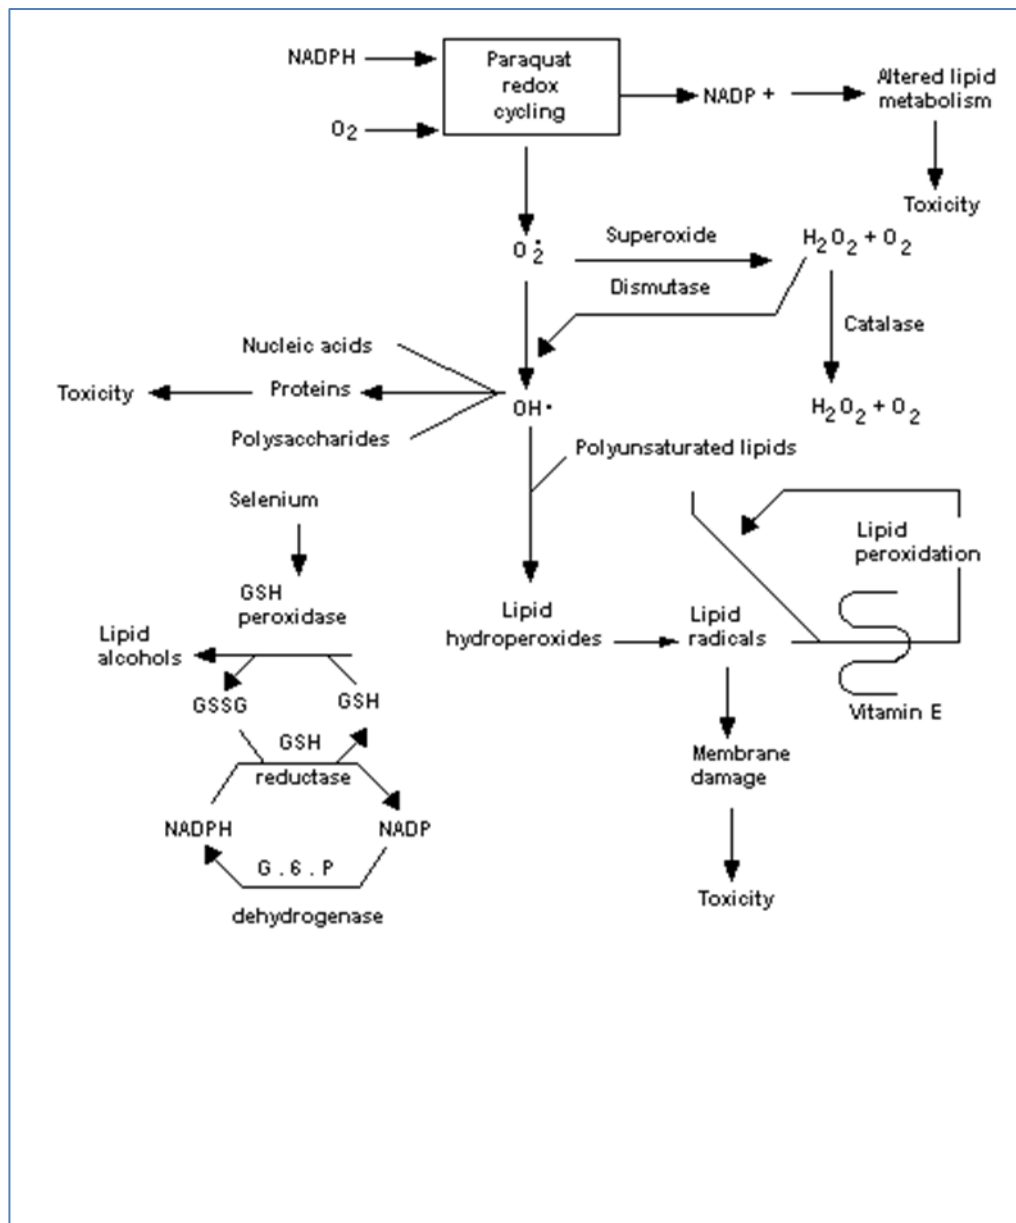 NADPH
Paraquat
redox
cycling
O2
NADP +
Altered lipid
metabolism
Toxicity
O2•
Superoxide
Dismutase
H2O2 + O2
Catalase
H2O2 + O2
Nucleic acids
Toxicity
Proteins
Polysaccharides
OH•
Polyunsaturated lipids
Selenium
GSH
peroxidase
Lipid
alcohols
GSSG
GSH
GSH
reductase
NADPH
NADP
G . 6 . P
dehydrogenase
Lipid
hydroperoxides
Lipid
radicals
Lipid
peroxidation
Vitamin E
Membrane
damage
Toxicity